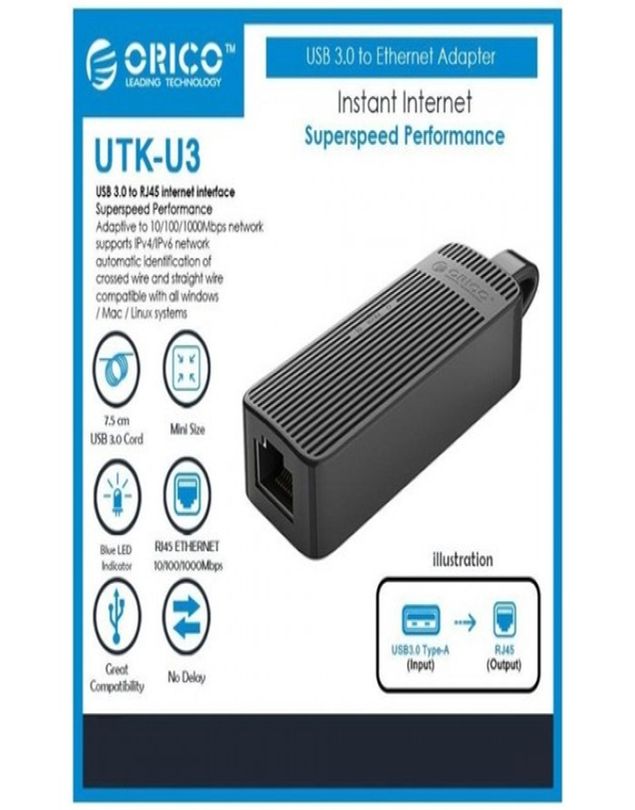 ORICO™
LEADING TECHNOLOGY
USB 3.0 to Ethernet Adapter
Instant Internet
Superspeed Performance
UTK-U3
USB 3.0 to RJ45 internet interface
Superspeed Performance
Adaptive to 10/100/1000Mbps network
supports IPv4/IPv6 network
automatic identification of
crossed wire and straight wire
compatible with all windows
/ Mac / Linux systems
ORICO
7.5 cm
USB 3.0 Cord
Mini Size
Blue LED
Indicator
RJ45 ETHERNET
10/100/1000Mbps
Great
Compatibility
No Delay
illustration
USB3.0 Type-A
(Input)
RJ45
(Output)